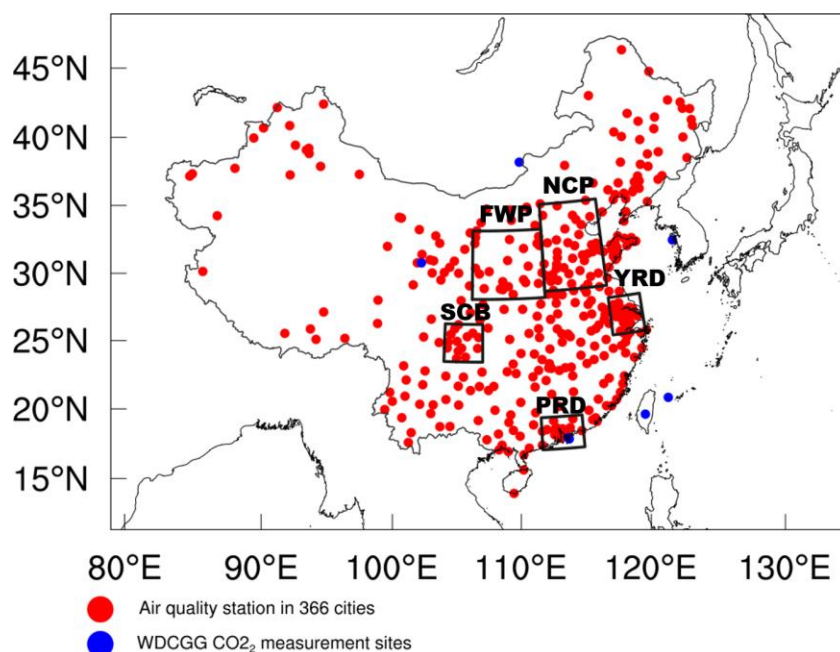 45°N
40°N
35°N
30°N
25°N
20°N
15°N
NCP
FWP
YRD
SCB
PRD
80°E 90°E 100°E 110°E 120°E 130°E
Air quality station in 366 cities
WDCGG CO2₂ measurement sites